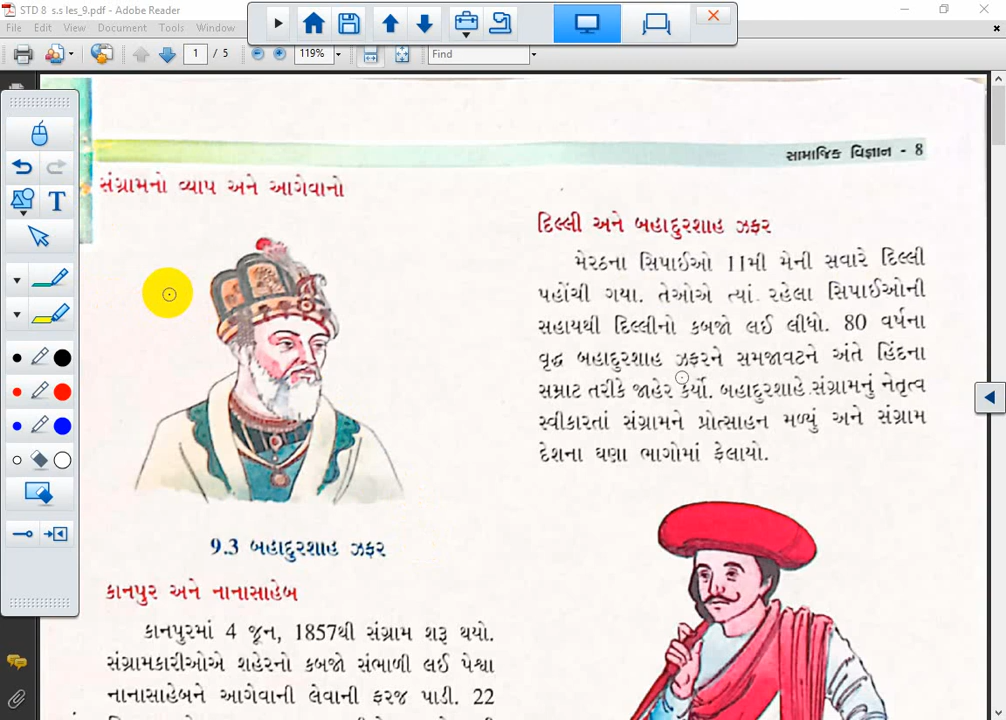 STD 8 s.s les_9.pdf - Adobe Reader
File Edit View Document Tools Window
1 / 5 119% Find
સામાજિક વિજ્ઞાન - 8
સંગ્રામનો વ્યાપ અને આગેવાનો
9.3 બહાદુરશાહ ઝફર
કાનપુર અને નાનાસાહેબ
કાનપુરમાં 4 જૂન, 1857થી સંગ્રામ શરૂ થયો.
સંગ્રામકારીઓએ શહેરનો કબજો સંભાળી લઈ પેશ્વા
નાનાસાહેબને આગેવાની લેવાની ફરજ પાડી. 22
દિલ્લી અને બહાદુરશાહ ઝફર
મેરઠના સિપાઈઓ 11મી મેની સવારે દિલ્લી
પહોંચી ગયા. તેઓએ ત્યાં રહેલા સિપાઈઓની
સહાયથી દિલ્લીનો કબજો લઈ લીધો. 80 વર્ષના
વૃદ્ધ બહાદુરશાહ ઝફરને સમજાવટને અંતે હિંદના
સમ્રાટ તરીકે જાહેર કર્યો. બહાદુરશાહે સંગ્રામનું નેતૃત્વ
સ્વીકારતાં સંગ્રામને પ્રોત્સાહન મળ્યું અને સંગ્રામ
દેશના ઘણા ભાગોમાં ફેલાયો.
T